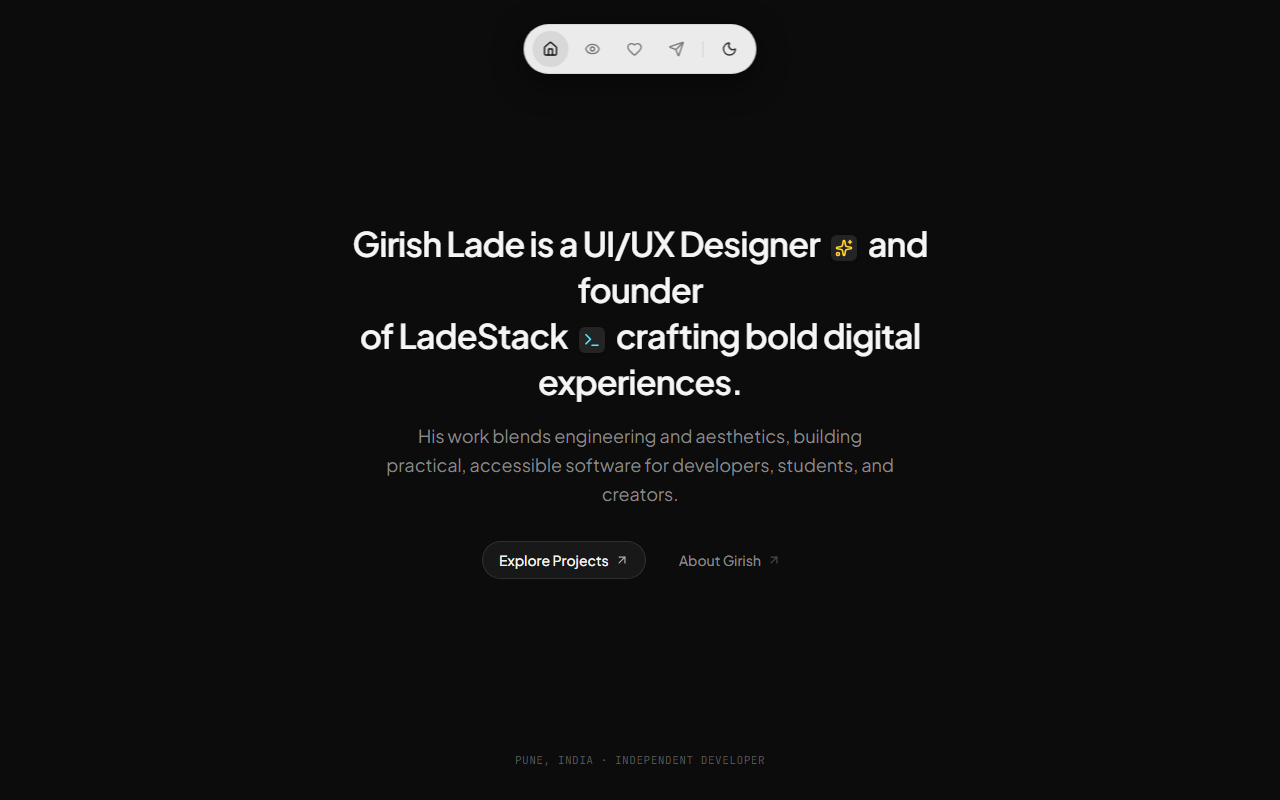 Girish Lade is a UI/UX Designer and
founder
of LadeStack crafting bold digital
experiences.
His work blends engineering and aesthetics, building
practical, accessible software for developers, students, and
creators.
Explore Projects
About Girish
PUNE, INDIA · INDEPENDENT DEVELOPER